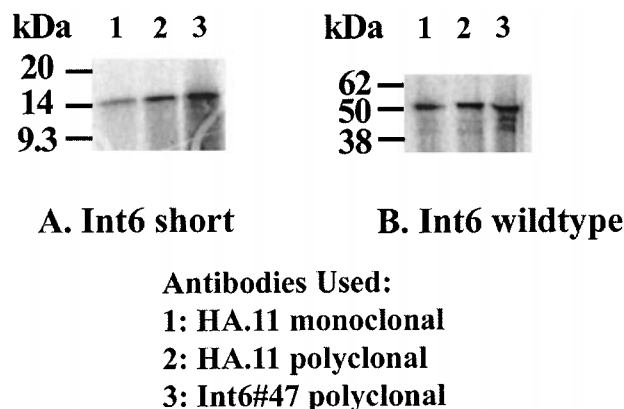 kDa 1 2 3
20
14
9.3
A. Int6 short
kDa 1 2 3
62
50
38
B. Int6 wildtype
Antibodies Used:
1: HA.11 monoclonal
2: HA.11 polyclonal
3: Int6#47 polyclonal